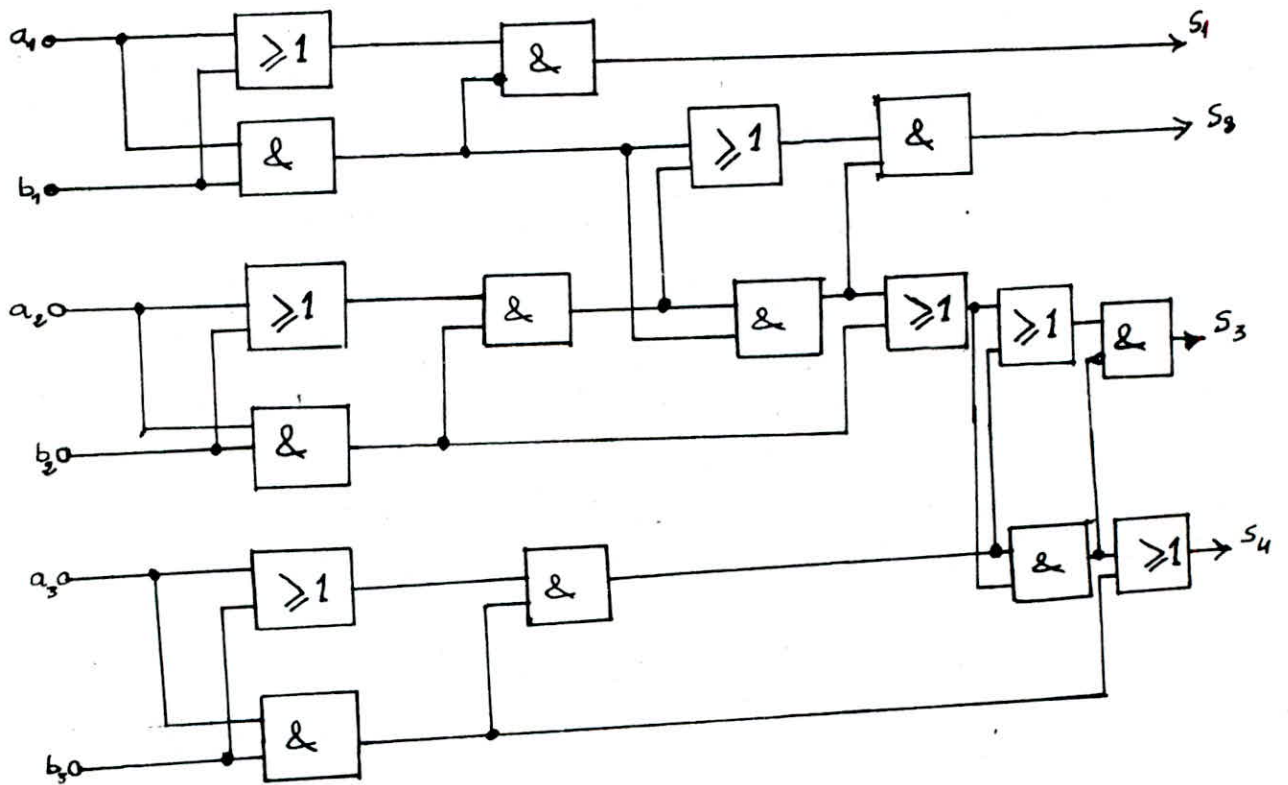 a₁ ≥1 & S₁
b₁ & ≥1 & S₂
a₂ ≥1 & & ≥1 ≥1 & S₃
b₂ &
a₃ ≥1 & & ≥1 S₄
b₃ &